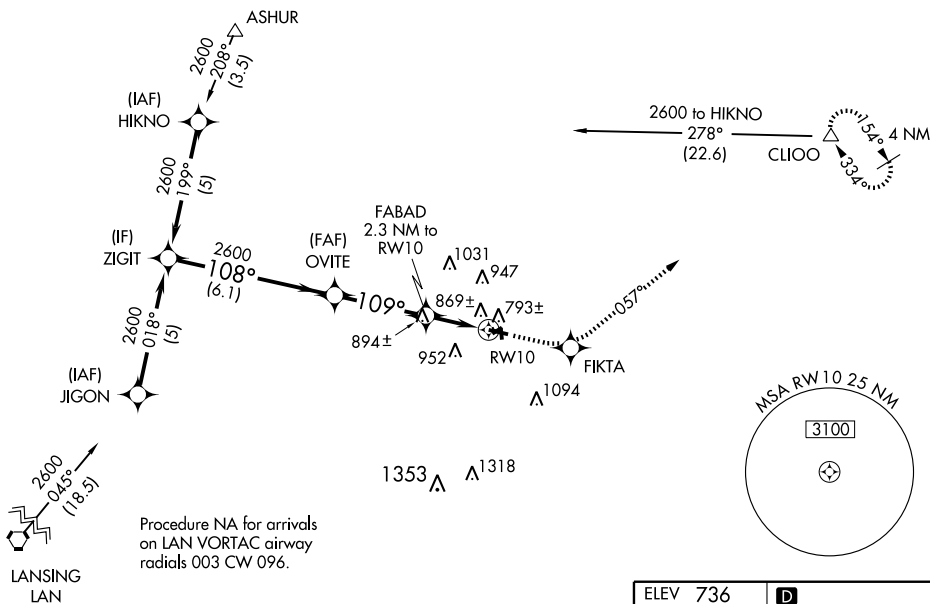 ASHUR
2600
208°
(3.5)
(IAF)
HIKNO
2600
199°
(5)
2600 to HIKNO
278°
(22.6)
CLIOO
154°
334°
4 NM
(IF)
ZIGIT
2600
108°
(6.1)
(FAF)
OVITE
FABAD
2.3 NM to
RW10
1031
947
109°
869±
793±
894±
952
RW10
057°
FIKTA
1094
2600
018°
(5)
(IAF)
JIGON
1353
1318
MSA RW10 25 NM
3100
2600
045°
(18.5)
LANSING
LAN
Procedure NA for arrivals
on LAN VORTAC airway
radials 003 CW 096.
ELEV 736
D